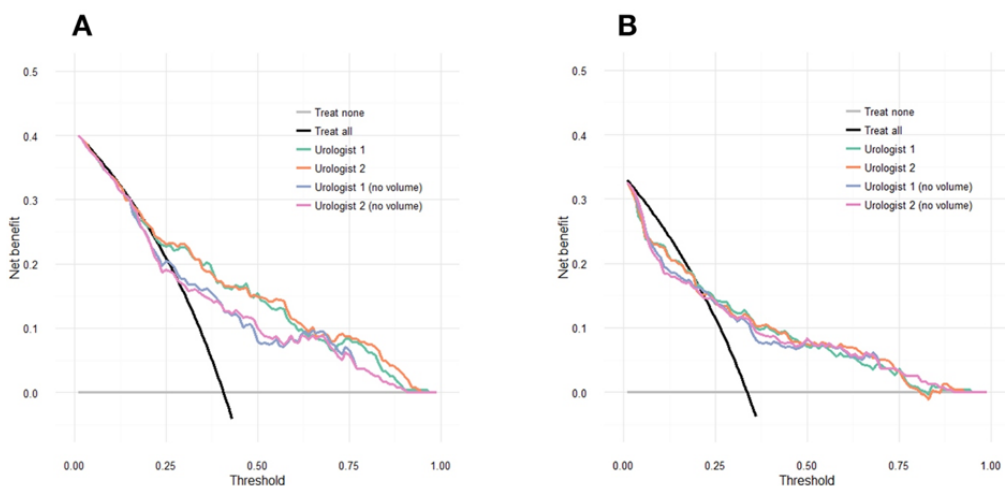 A
Net benefit
0.5
0.4
0.3
0.2
0.1
0.0
Treat none
Treat all
Urologist 1
Urologist 2
Urologist 1 (no volume)
Urologist 2 (no volume)
0.00 0.25 0.50 0.75 1.00
Threshold
B
Net benefit
0.5
0.4
0.3
0.2
0.1
0.0
Treat none
Treat all
Urologist 1
Urologist 2
Urologist 1 (no volume)
Urologist 2 (no volume)
0.00 0.25 0.50 0.75 1.00
Threshold